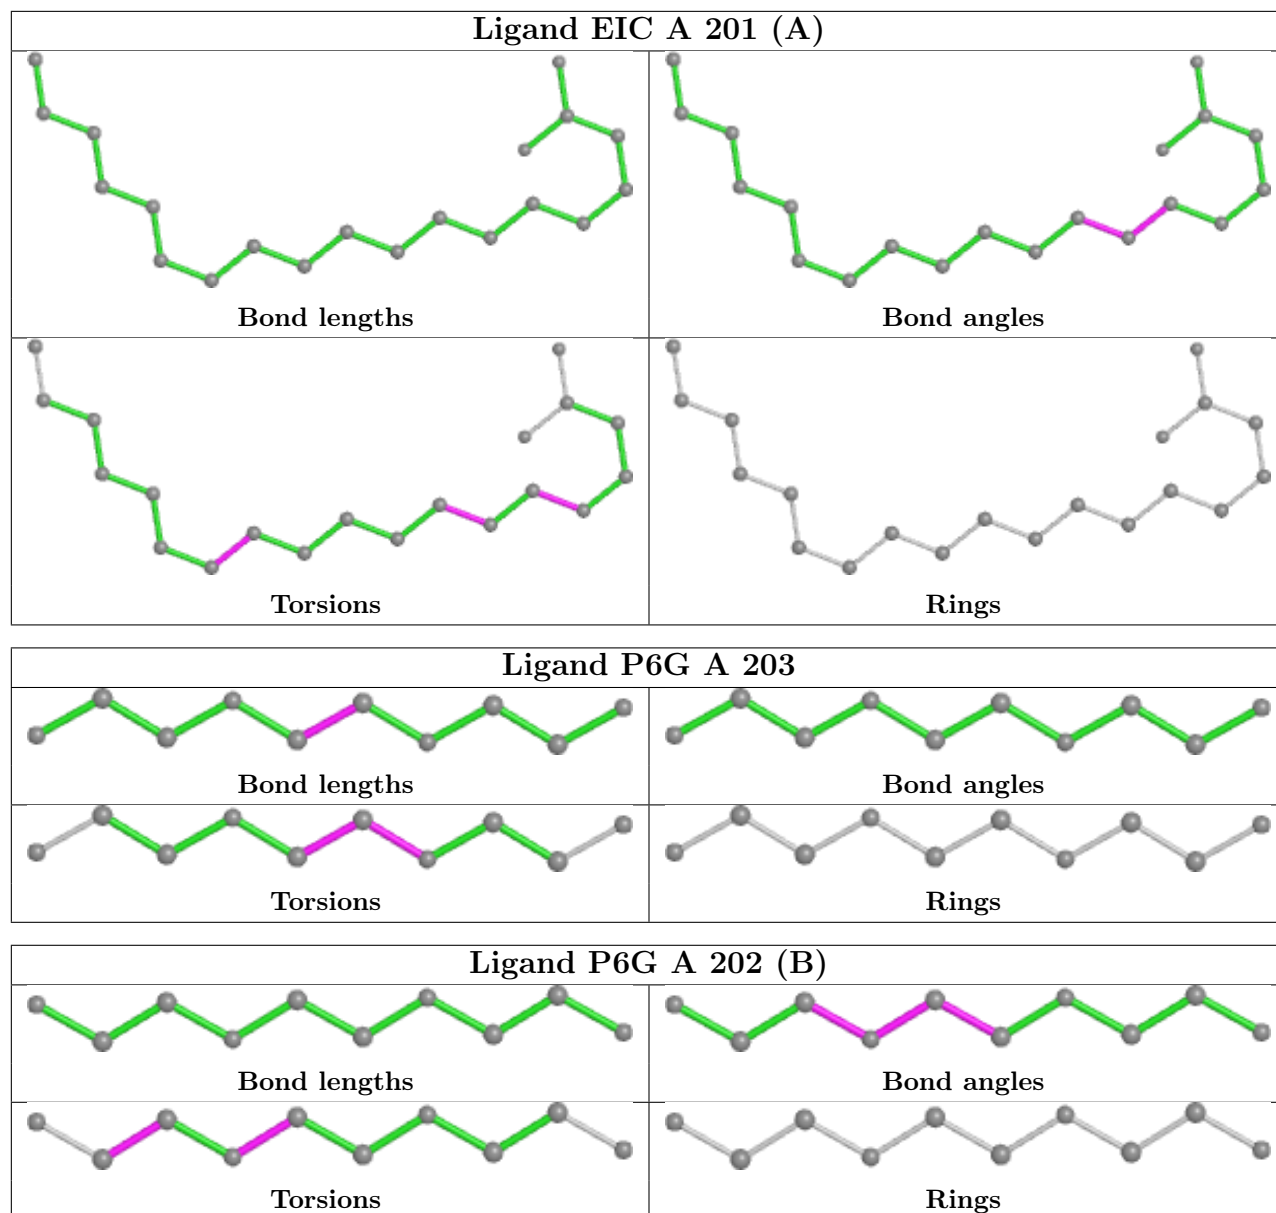 Ligand EIC A 201 (A)
Bond lengths
Bond angles
Torsions
Rings
Ligand P6G A 203
Bond lengths
Bond angles
Torsions
Rings
Ligand P6G A 202 (B)
Bond lengths
Bond angles
Torsions
Rings